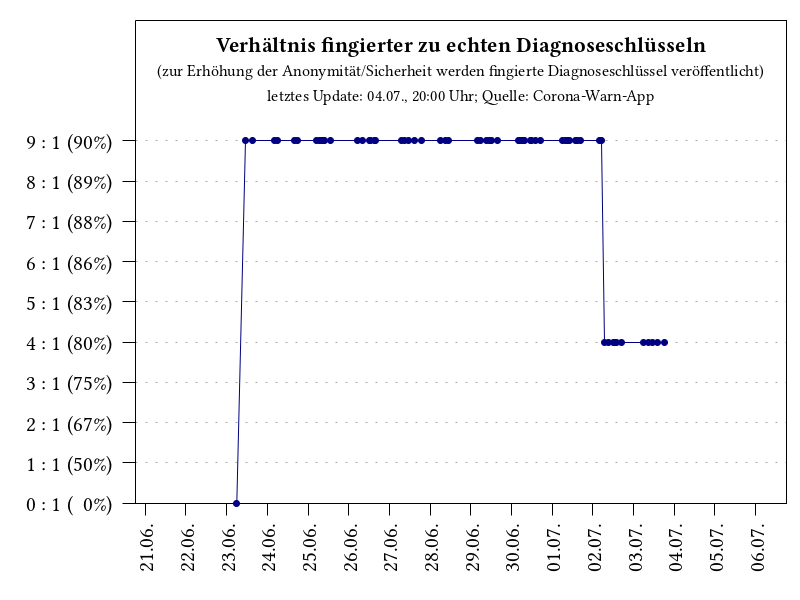 Verhältnis fingierter zu echten Diagnoseschlüsseln
(zur Erhöhung der Anonymität/Sicherheit werden fingierte Diagnoseschlüssel veröffentlicht)
letztes Update: 04.07., 20:00 Uhr; Quelle: Corona-Warn-App
9 : 1 (90%)
8 : 1 (89%)
7 : 1 (88%)
6 : 1 (86%)
5 : 1 (83%)
4 : 1 (80%)
3 : 1 (75%)
2 : 1 (67%)
1 : 1 (50%)
0 : 1 (  0%)
21.06.
22.06.
23.06.
24.06.
25.06.
26.06.
27.06.
28.06.
29.06.
30.06.
01.07.
02.07.
03.07.
04.07.
05.07.
06.07.